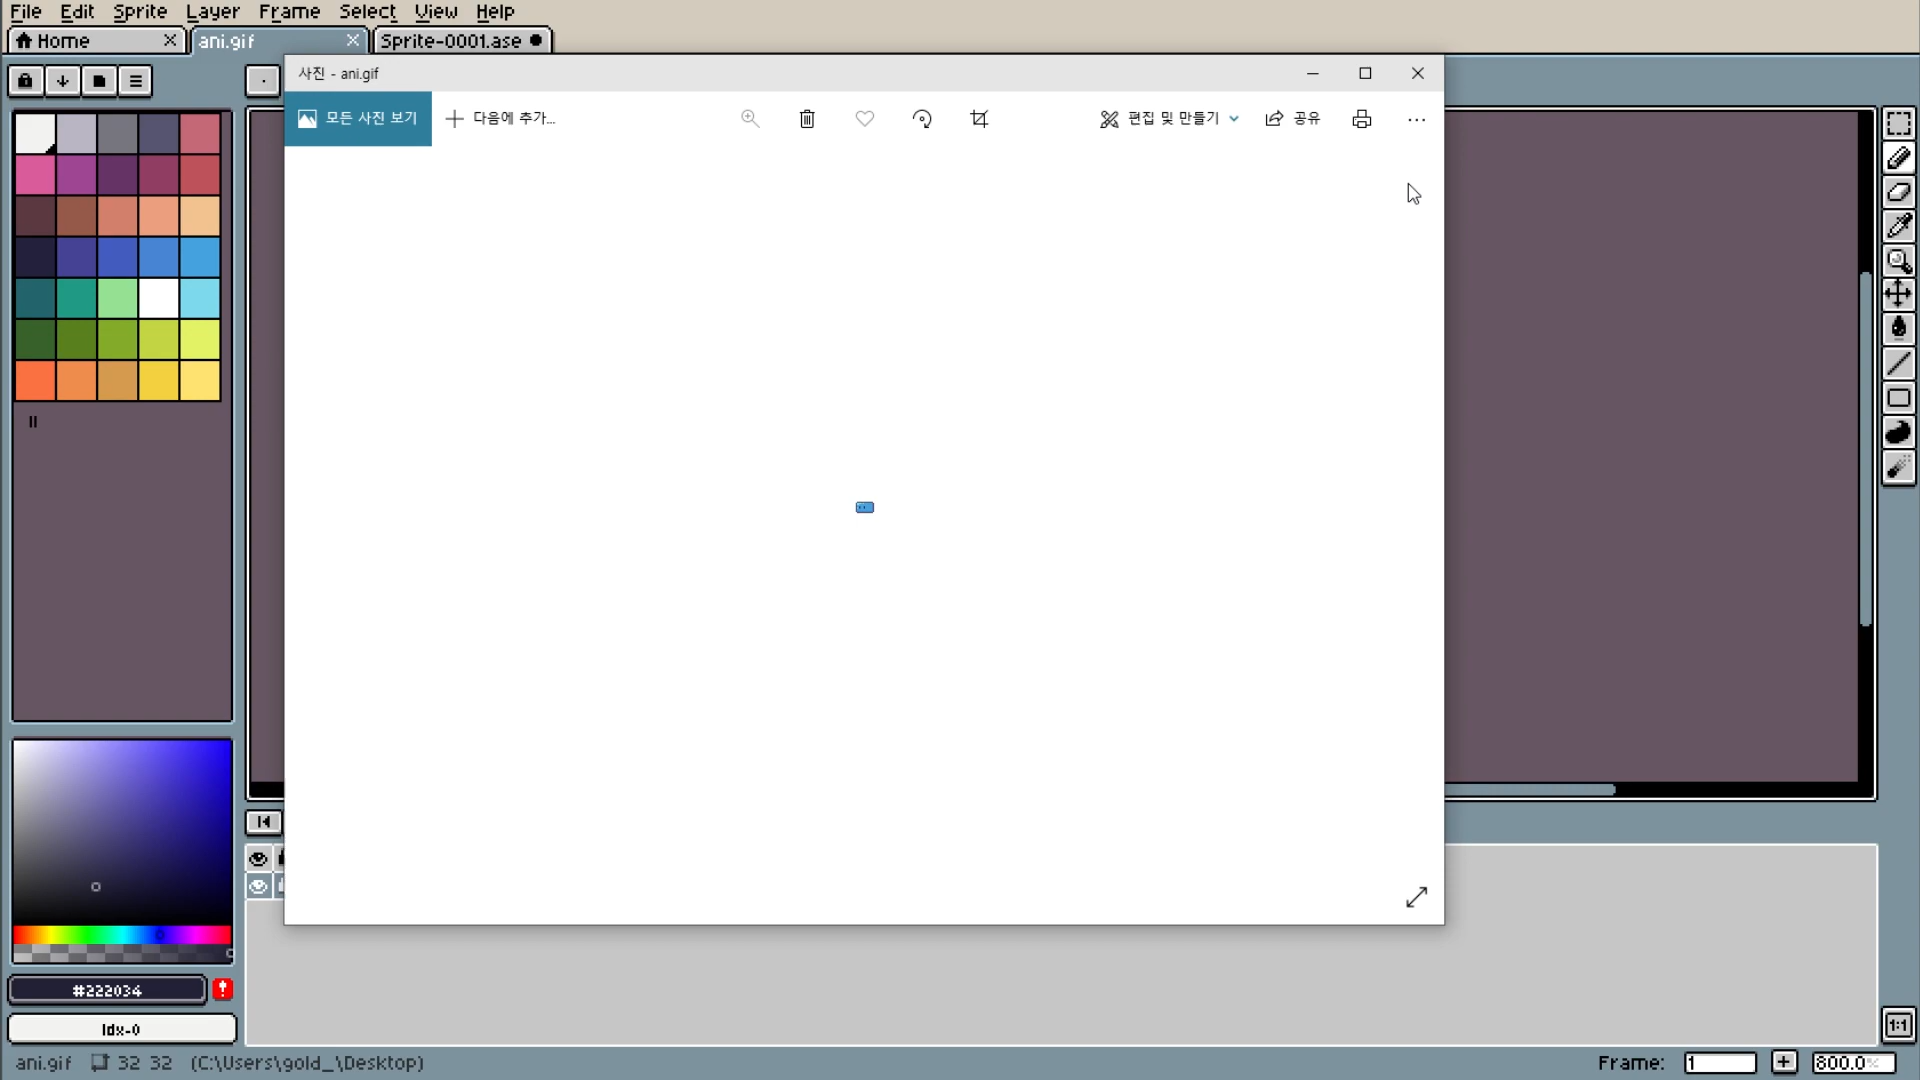 File Edit Sprite Layer Frame Select View Help
Home ani.gif Sprite-0001.ase
사진 - ani.gif
모든 사진 보기 다음에 추가... 편집 및 만들기 공유
#222034
Idx-0
1:1
ani.gif 32 32 (C:\Users\gold_\Desktop) Frame: 1 800.0%